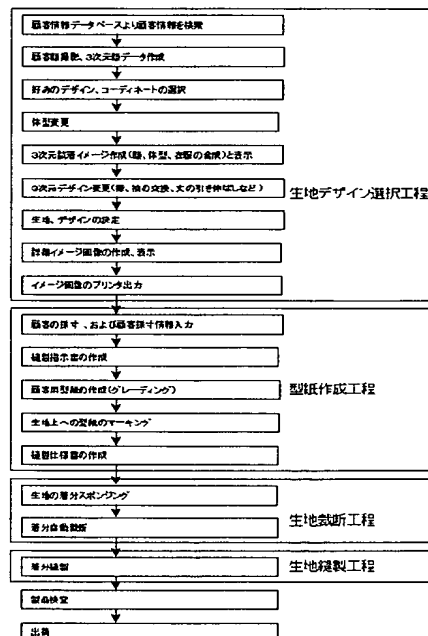 顧客情報データベースより顧客情報を検索
顧客顔撮影、3次元顔データ作成
好みのデザイン、コーディネートの選択
体型変更
3次元試着イメージ作成(顔、体型、衣服の合成)と表示
3次元デザイン変更(襟、袖の交換、丈の引き伸ばしなど)
生地デザイン選択工程
生地、デザインの決定
詳細イメージ画像の作成、表示
イメージ画像のプリンタ出力
顧客の採寸、および顧客採寸情報入力
縫製指示書の作成
顧客用型紙の作成(グレーディング)
型紙作成工程
生地上への型紙のマーキング
縫製仕様書の作成
生地の着分スポンジング
生地裁断工程
着分自動裁断
着分縫製
生地縫製工程
製品検査
出荷